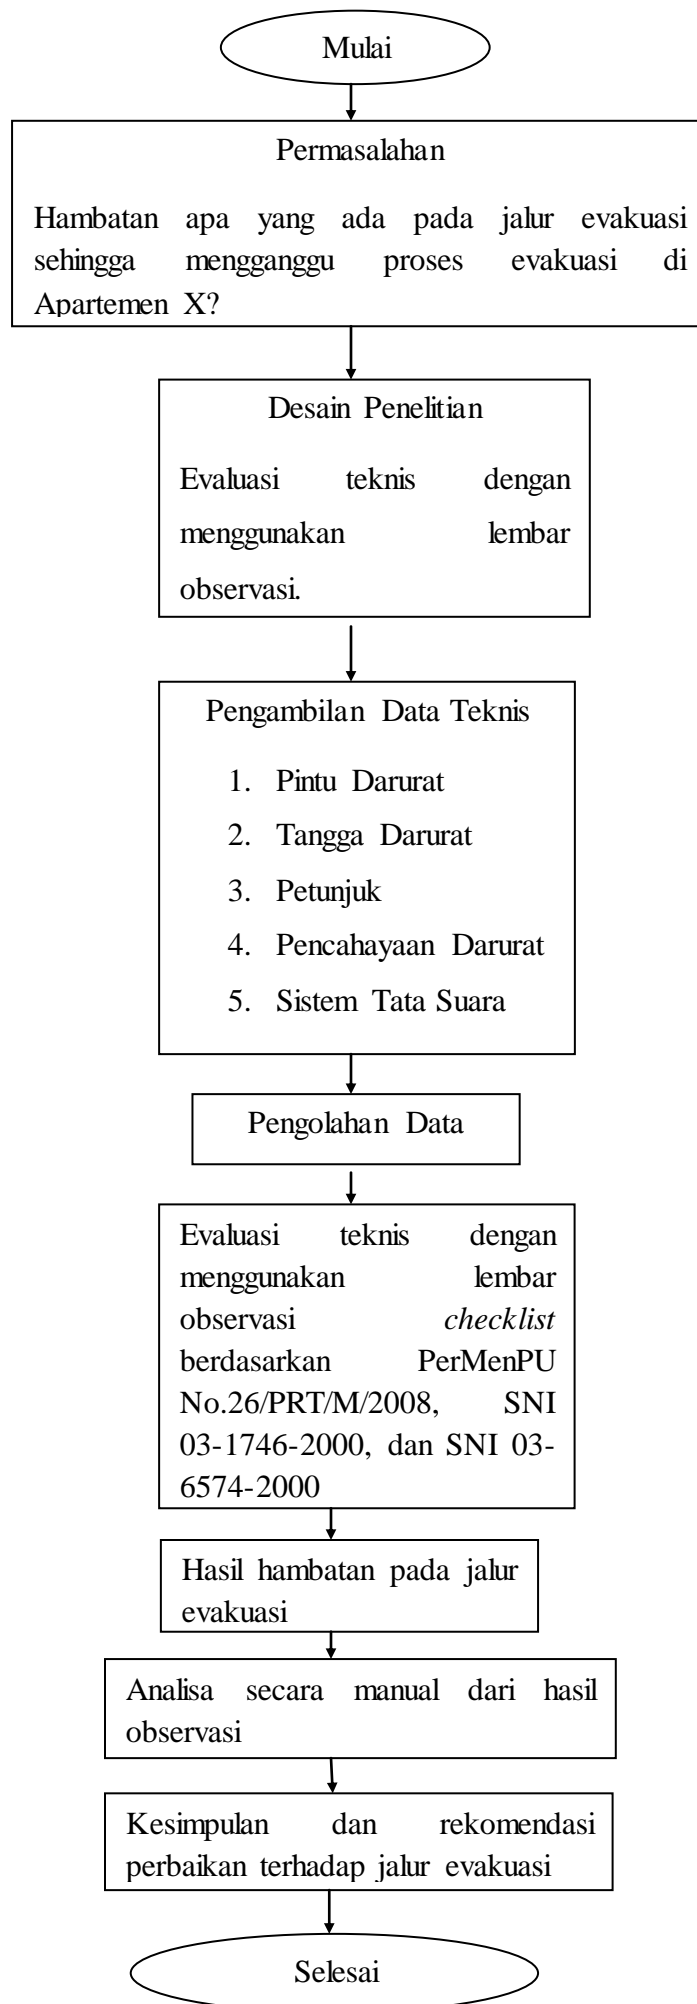 Mulai
Permasalahan
Hambatan apa yang ada pada jalur evakuasi
sehingga mengganggu proses evakuasi di
Apartemen X?
Desain Penelitian
Evaluasi teknis dengan
menggunakan lembar
observasi.
Pengambilan Data Teknis
1. Pintu Darurat
2. Tangga Darurat
3. Petunjuk
4. Pencahayaan Darurat
5. Sistem Tata Suara
Pengolahan Data
Evaluasi teknis dengan
menggunakan lembar
observasi checklist
berdasarkan PerMenPU
No.26/PRT/M/2008, SNI
03-1746-2000, dan SNI 03-
6574-2000
Hasil hambatan pada jalur
evakuasi
Analisa secara manual dari hasil
observasi
Kesimpulan dan rekomendasi
perbaikan terhadap jalur evakuasi
Selesai